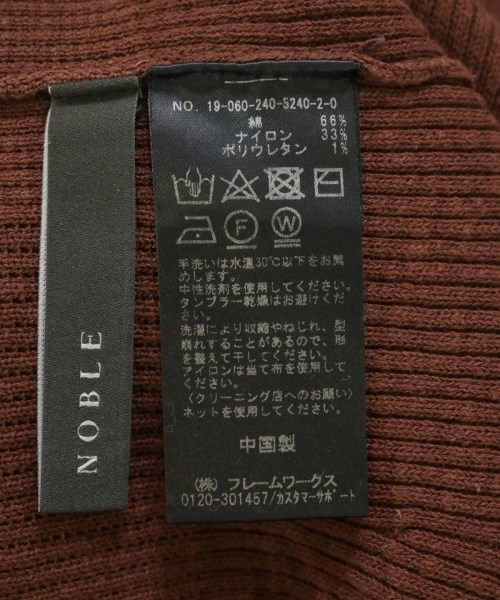 NOBLE
NO. 19-060-240-5240-2-0
綿 66%
ナイロン 33%
ポリウレタン 1%
F
W
手洗いは水温30℃以下をお薦
めします。
中性洗剤を使用してください。
タンブラー乾燥はお避けくださ
い。
洗濯により収縮やねじれ、型
崩れすることがあるので、形
を整えて干してください。
アイロンは当て布を使用して
ください。
〈クリーニング店へのお願い〉
ネットを使用してください。
中国製
(株) フレームワークス
0120-301457/カスタマーサポート